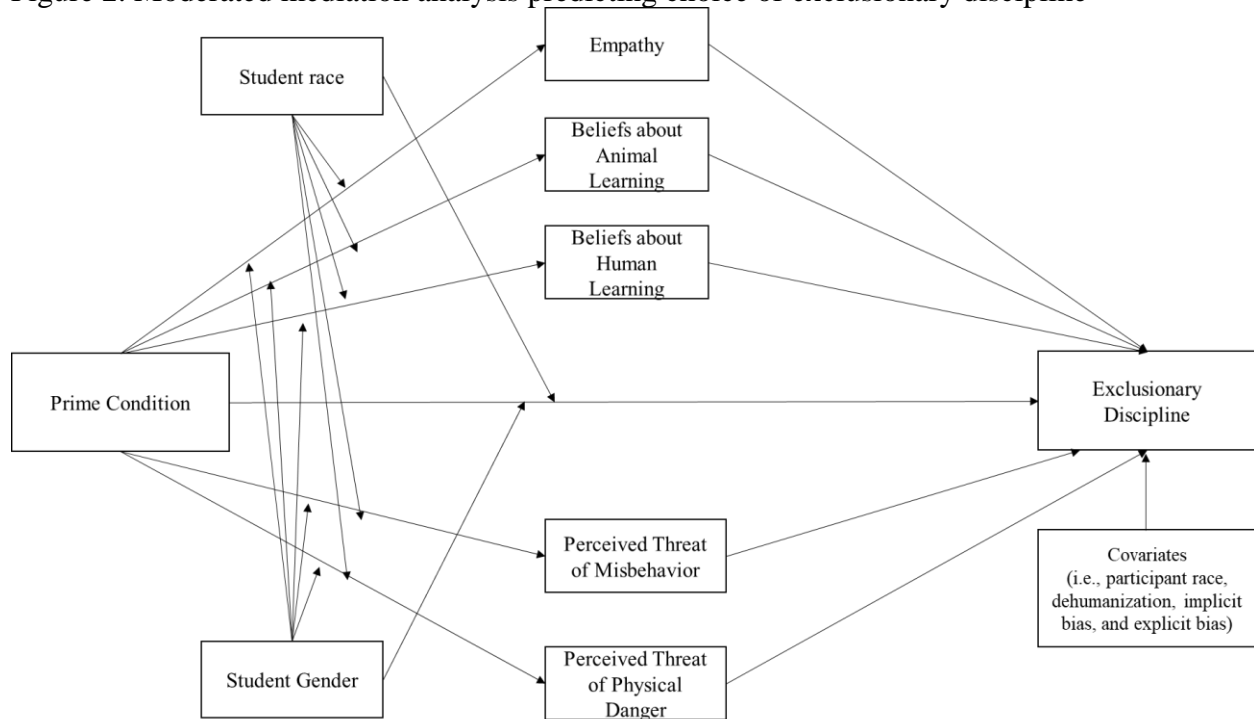 Figure 2. Moderated mediation analysis predicting choice of exclusionary discipline
Empathy
Student race
Beliefs about
Animal
Learning
Beliefs about
Human
Learning
Prime Condition
Exclusionary
Discipline
Perceived Threat
of Misbehavior
Covariates
(i.e., participant race,
dehumanization, implicit
bias, and explicit bias)
Student Gender
Perceived Threat
of Physical
Danger